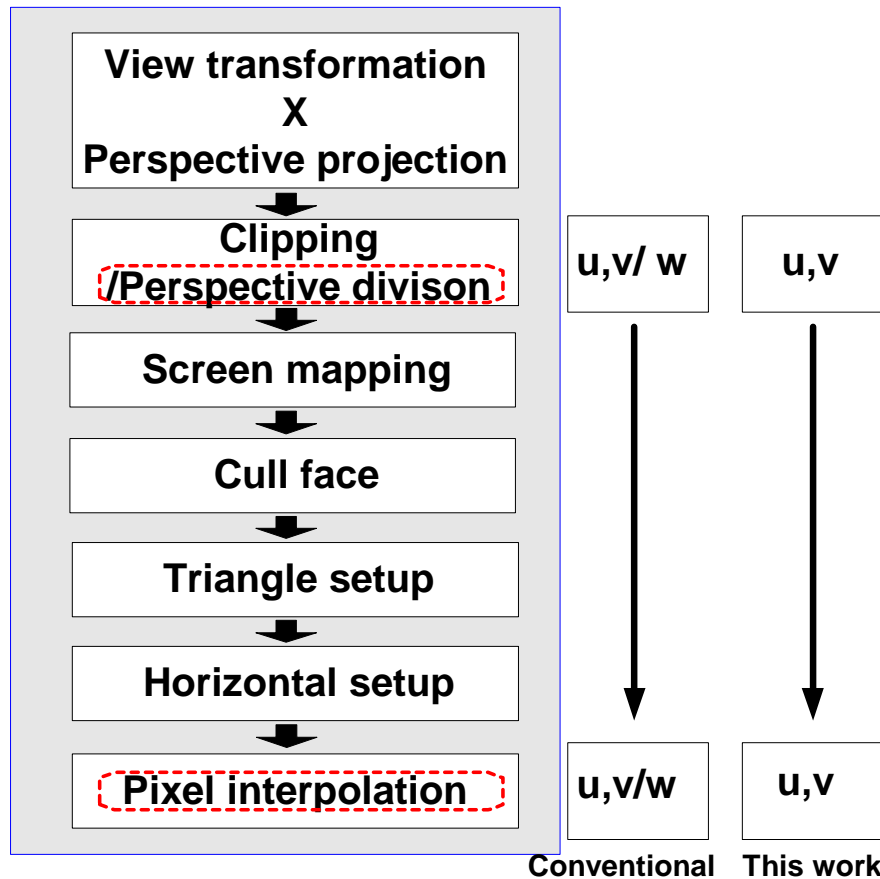 View transformation
X
Perspective projection
Clipping
/Perspective divison
u,v/ w
u,v
Screen mapping
Cull face
Triangle setup
Horizontal setup
Pixel interpolation
u,v/w
u,v
Conventional
This work